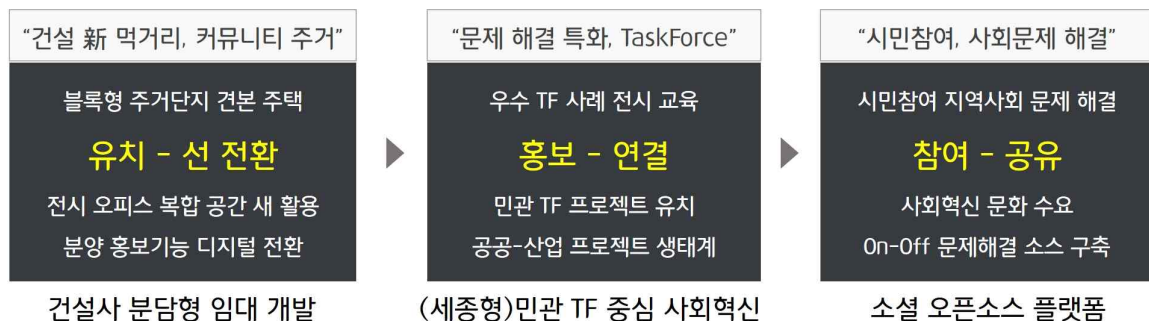 “건설 新 먹거리, 커뮤니티 주거”
블록형 주거단지 견본 주택
유치 - 선 전환
전시 오피스 복합 공간 새 활용
분양 홍보기능 디지털 전환
건설사 분담형 임대 개발
“문제 해결 특화, TaskForce”
우수 TF 사례 전시 교육
홍보 - 연결
민관 TF 프로젝트 유치
공공-산업 프로젝트 생태계
(세종형)민관 TF 중심 사회혁신
“시민참여, 사회문제 해결”
시민참여 지역사회 문제 해결
참여 - 공유
사회혁신 문화 수요
On-Off 문제해결 소스 구축
소셜 오픈소스 플랫폼